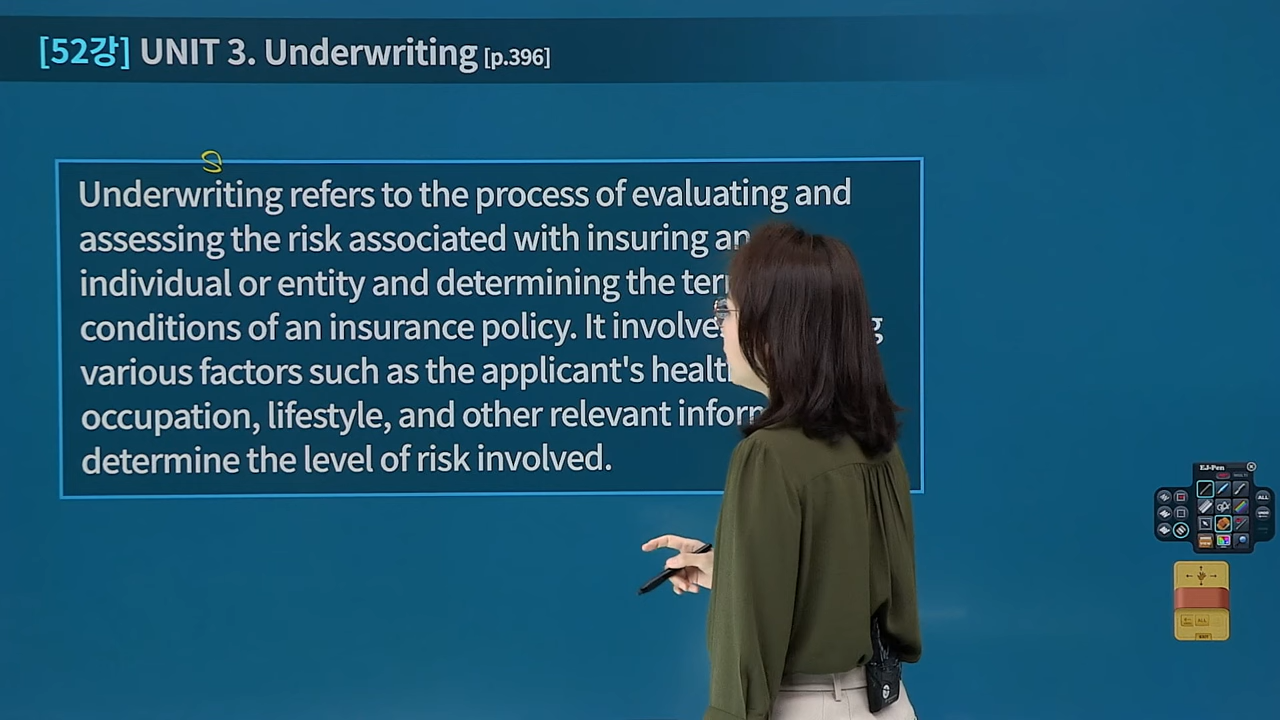 [52강] UNIT 3. Underwriting [p.396]
S
Underwriting refers to the process of evaluating and
assessing the risk associated with insuring an
individual or entity and determining the
conditions of an insurance policy. It
various factors such as the applicant's
occupation, lifestyle, and other relevant
determine the level of risk involved.
EJ-Pen
ALL
ALL